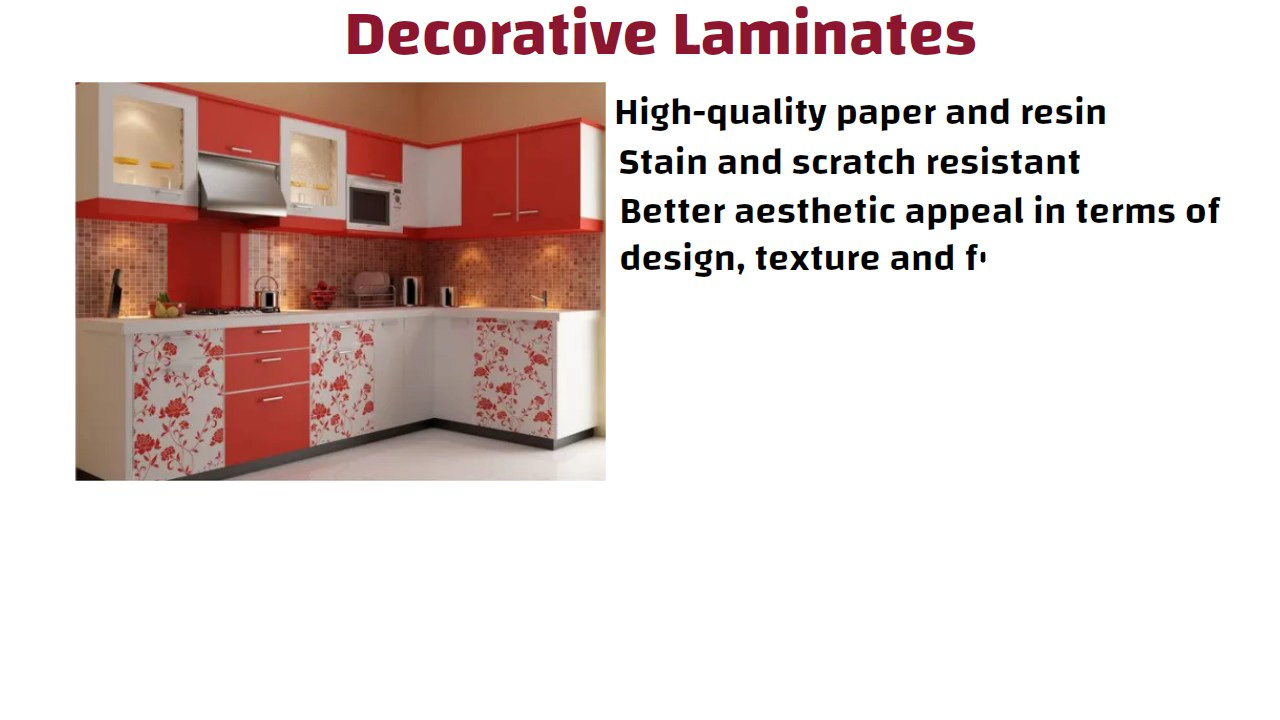 Decorative Laminates
High-quality paper and resin
Stain and scratch resistant
Better aesthetic appeal in terms of
design, texture and f